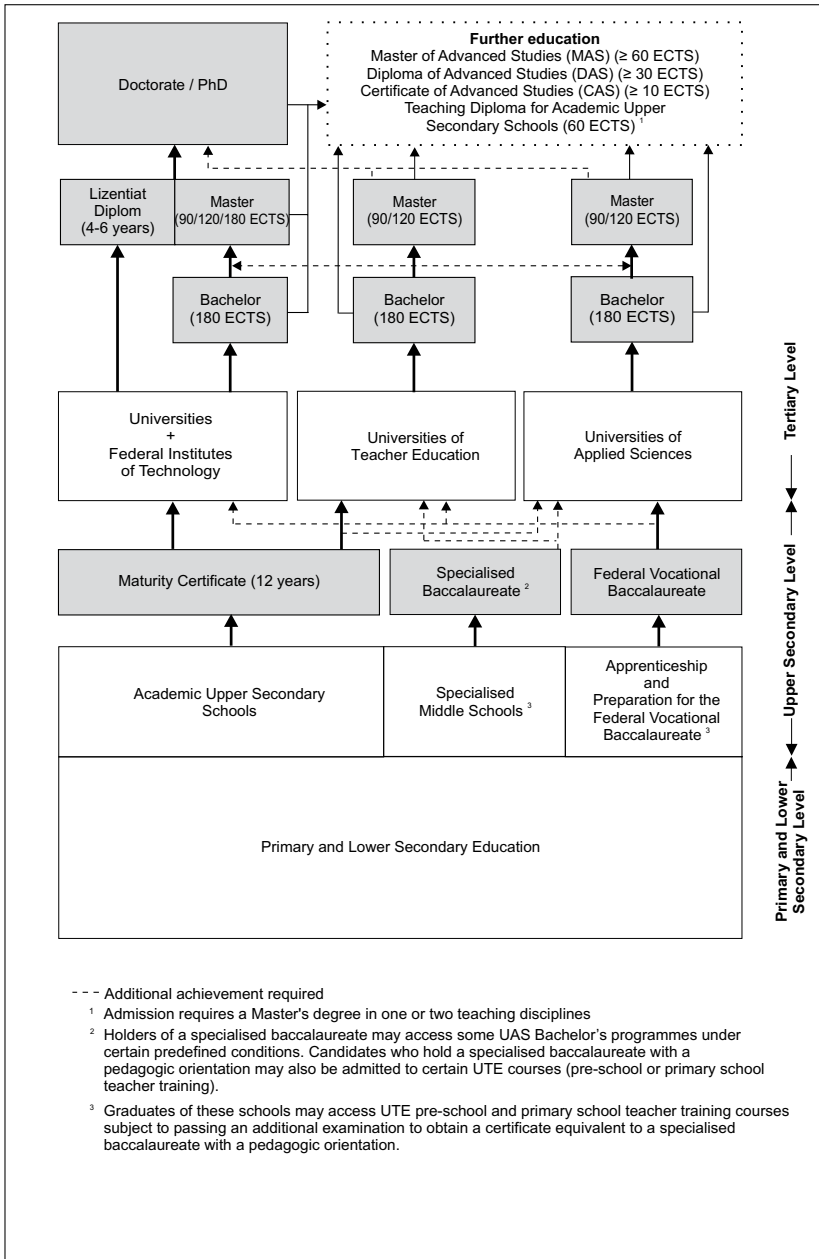 Further education
Master of Advanced Studies (MAS) (≥ 60 ECTS)
Diploma of Advanced Studies (DAS) (≥ 30 ECTS)
Certificate of Advanced Studies (CAS) (≥ 10 ECTS)
Teaching Diploma for Academic Upper
Secondary Schools (60 ECTS) 1
Doctorate / PhD
Lizentiat
Diplom
(4-6 years)
Master
(90/120/180 ECTS)
Master
(90/120 ECTS)
Master
(90/120 ECTS)
Bachelor
(180 ECTS)
Bachelor
(180 ECTS)
Bachelor
(180 ECTS)
Universities
+
Federal Institutes
of Technology
Universities of
Teacher Education
Universities of
Applied Sciences
Tertiary Level
Maturity Certificate (12 years)
Specialised
Baccalaureate 2
Federal Vocational
Baccalaureate
Upper Secondary Level
Academic Upper Secondary
Schools
Specialised
Middle Schools 3
Apprenticeship
and
Preparation for the
Federal Vocational
Baccalaureate 3
Primary and Lower Secondary Education
Primary and Lower
Secondary Level
--- Additional achievement required
1 Admission requires a Master's degree in one or two teaching disciplines
2 Holders of a specialised baccalaureate may access some UAS Bachelor's programmes under
certain predefined conditions. Candidates who hold a specialised baccalaureate with a
pedagogic orientation may also be admitted to certain UTE courses (pre-school or primary school
teacher training).
3 Graduates of these schools may access UTE pre-school and primary school teacher training courses
subject to passing an additional examination to obtain a certificate equivalent to a specialised
baccalaureate with a pedagogic orientation.